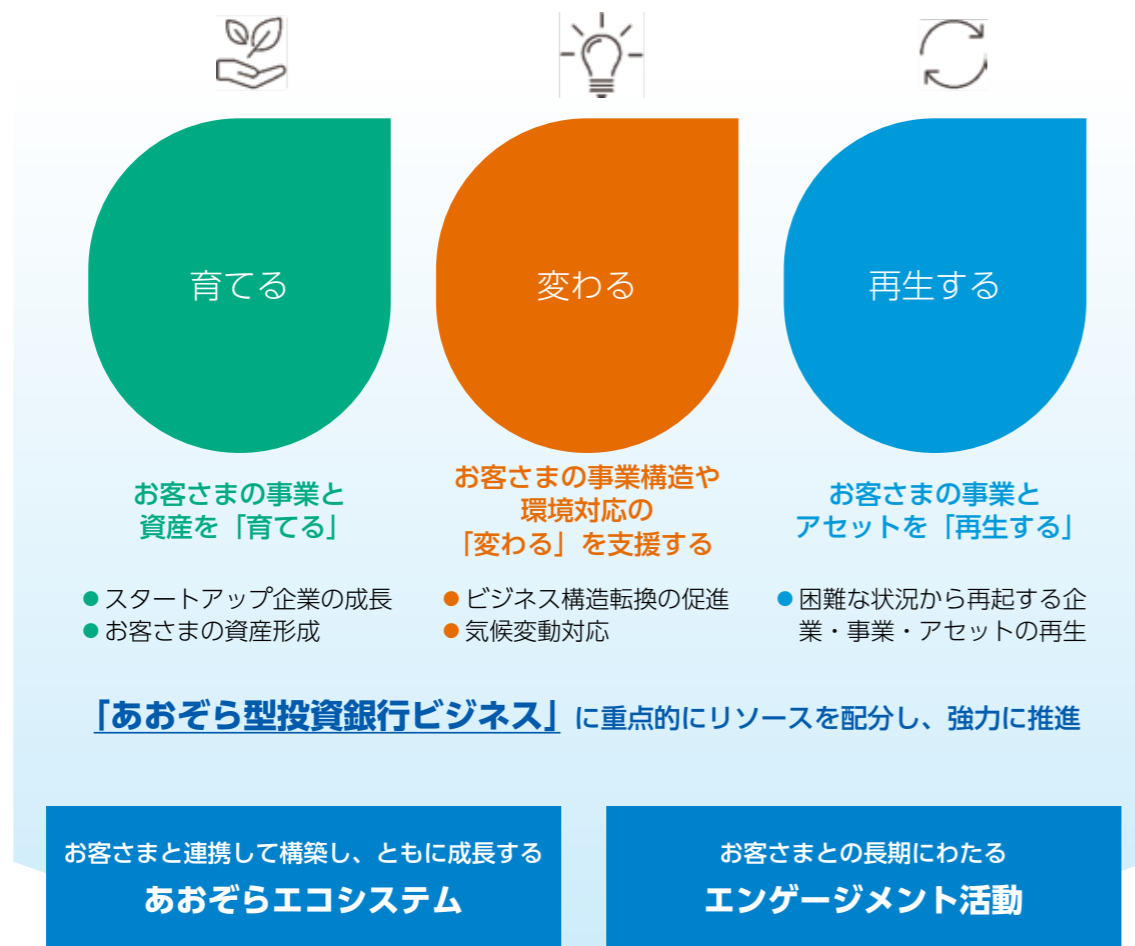 育てる
変わる
再生する
お客さまの事業と
資産を「育てる」
お客さまの事業構造や
環境対応の
「変わる」を支援する
お客さまの事業と
アセットを「再生する」
●スタートアップ企業の成長
●お客さまの資産形成
●ビジネス構造転換の促進
●気候変動対応
●困難な状況から再起する企
業・事業・アセットの再生
「あおぞら型投資銀行ビジネス」に重点的にリソースを配分し、強力に推進
お客さまと連携して構築し、ともに成長する
あおぞらエコシステム
お客さまとの長期にわたる
エンゲージメント活動